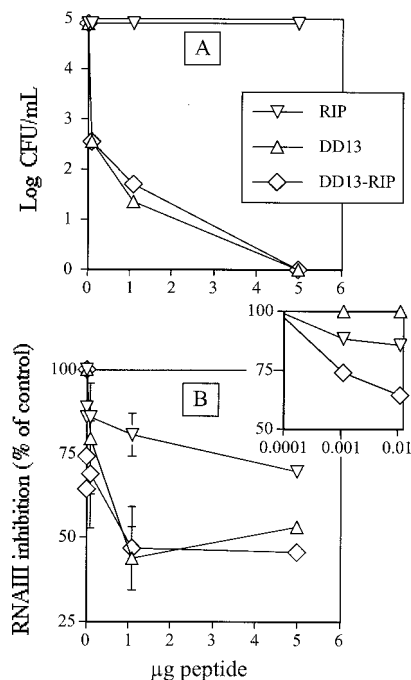 5
4
3
2
1
0
Log CFU/mL
A
RIP
DD13
DD13-RIP
0 1 2 3 4 5 6
100
75
50
0.0001 0.001 0.01
100
75
50
25
RNAIII inhibition (% of control)
B
0 1 2 3 4 5 6
μg peptide